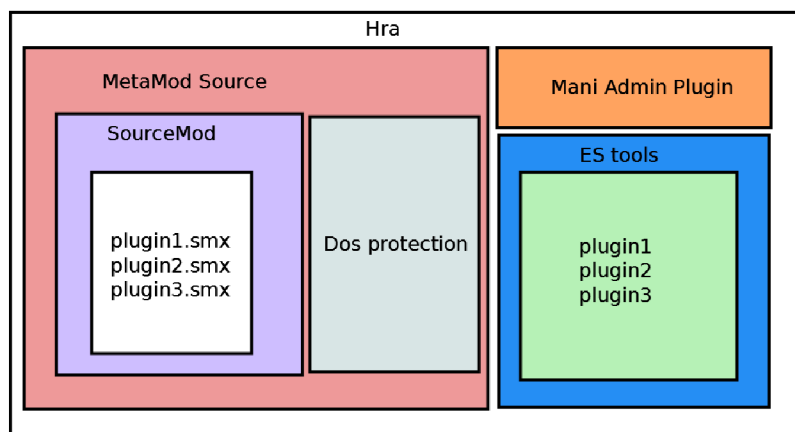 Hra
MetaMod Source
SourceMod
plugin1.smx
plugin2.smx
plugin3.smx
Dos protection
Mani Admin Plugin
ES tools
plugin1
plugin2
plugin3